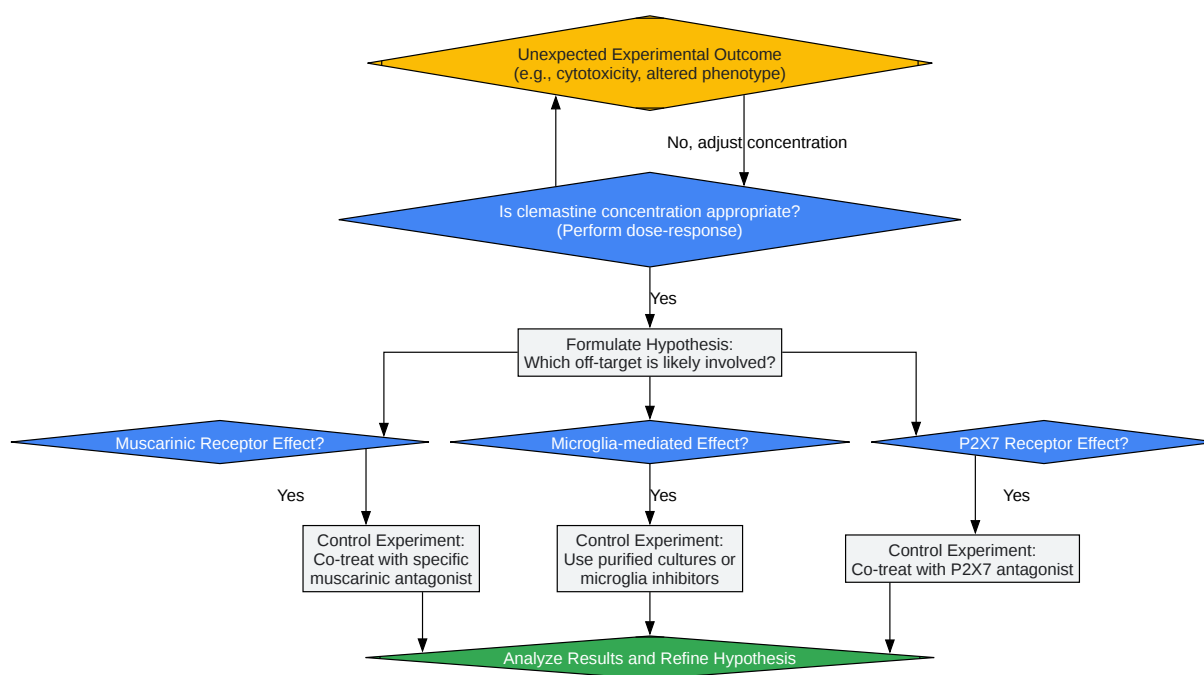 Unexpected Experimental Outcome
(e.g., cytotoxicity, altered phenotype)
No, adjust concentration
Is clemastine concentration appropriate?
(Perform dose-response)
Yes
Formulate Hypothesis:
Which off-target is likely involved?
Muscarinic Receptor Effect?
Microglia-mediated Effect?
P2X7 Receptor Effect?
Yes
Yes
Yes
Control Experiment:
Co-treat with specific
muscarinic antagonist
Control Experiment:
Use purified cultures or
microglia inhibitors
Control Experiment:
Co-treat with P2X7 antagonist
Analyze Results and Refine Hypothesis